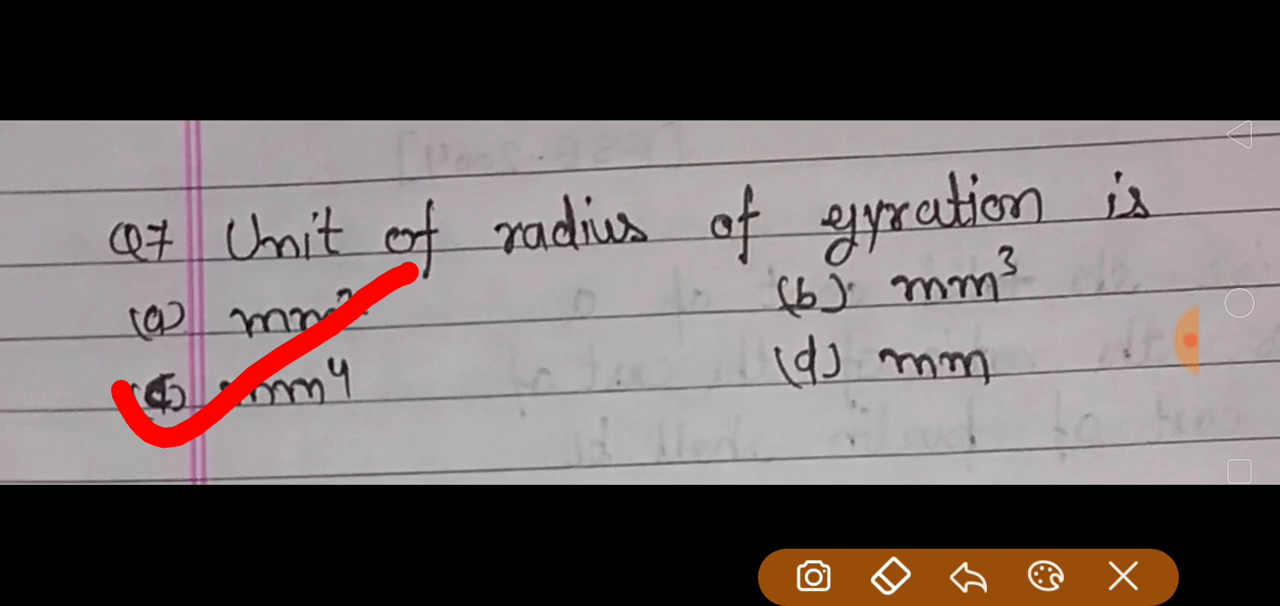 Q7 Unit of radius of gyration is
(a) mm² (b) mm³
(c) mm⁴ (d) mm